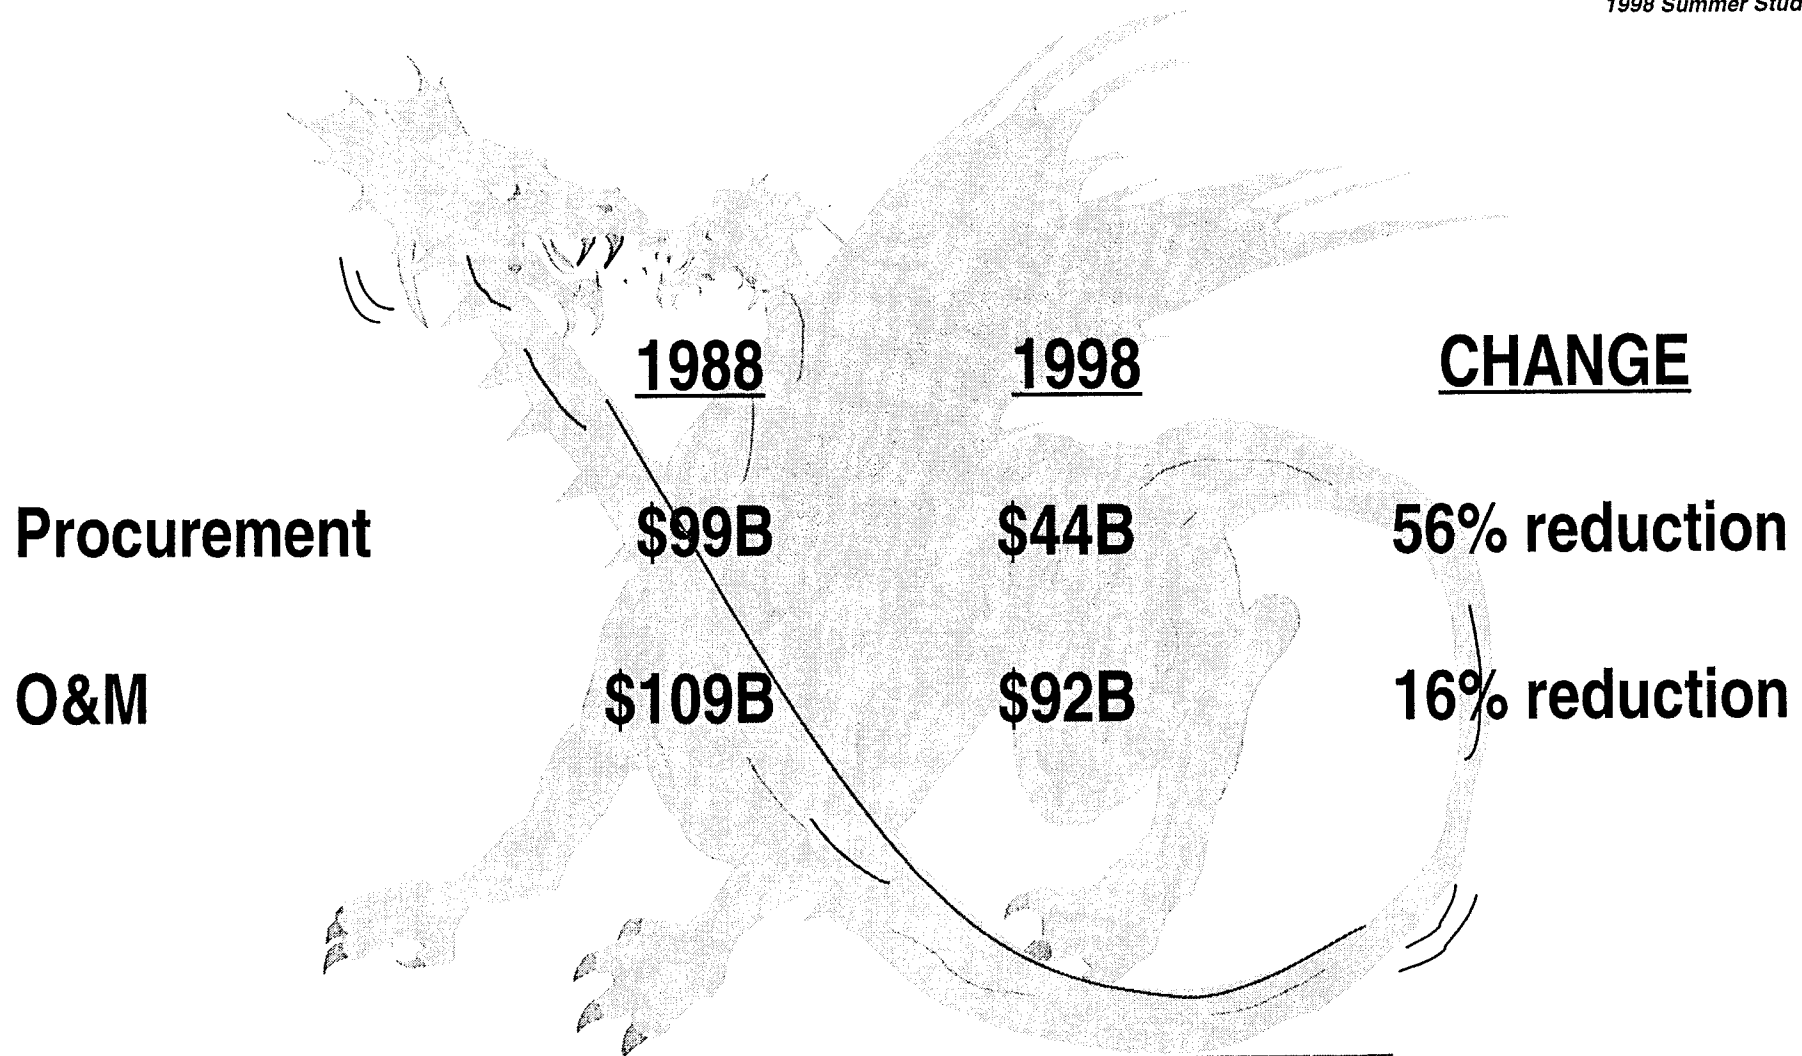 1998 Summer Stud
1988 1998 CHANGE
Procurement $99B $44B 56% reduction
O&M $109B $92B 16% reduction